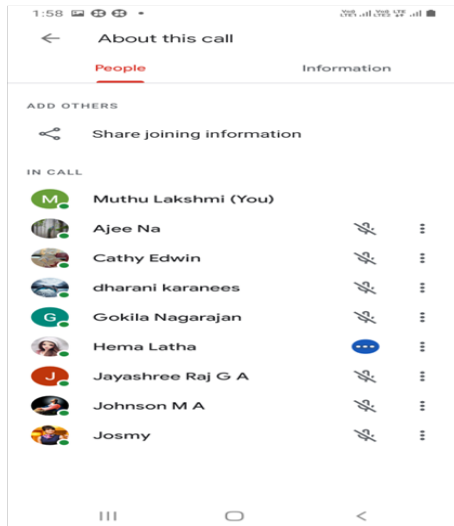 1:58
About this call
People Information
ADD OTHERS
Share joining information
IN CALL
M Muthu Lakshmi (You)
Ajee Na
Cathy Edwin
dharani karanees
G Gokila Nagarajan
Hema Latha
J Jayashree Raj G A
Johnson M A
Josmy